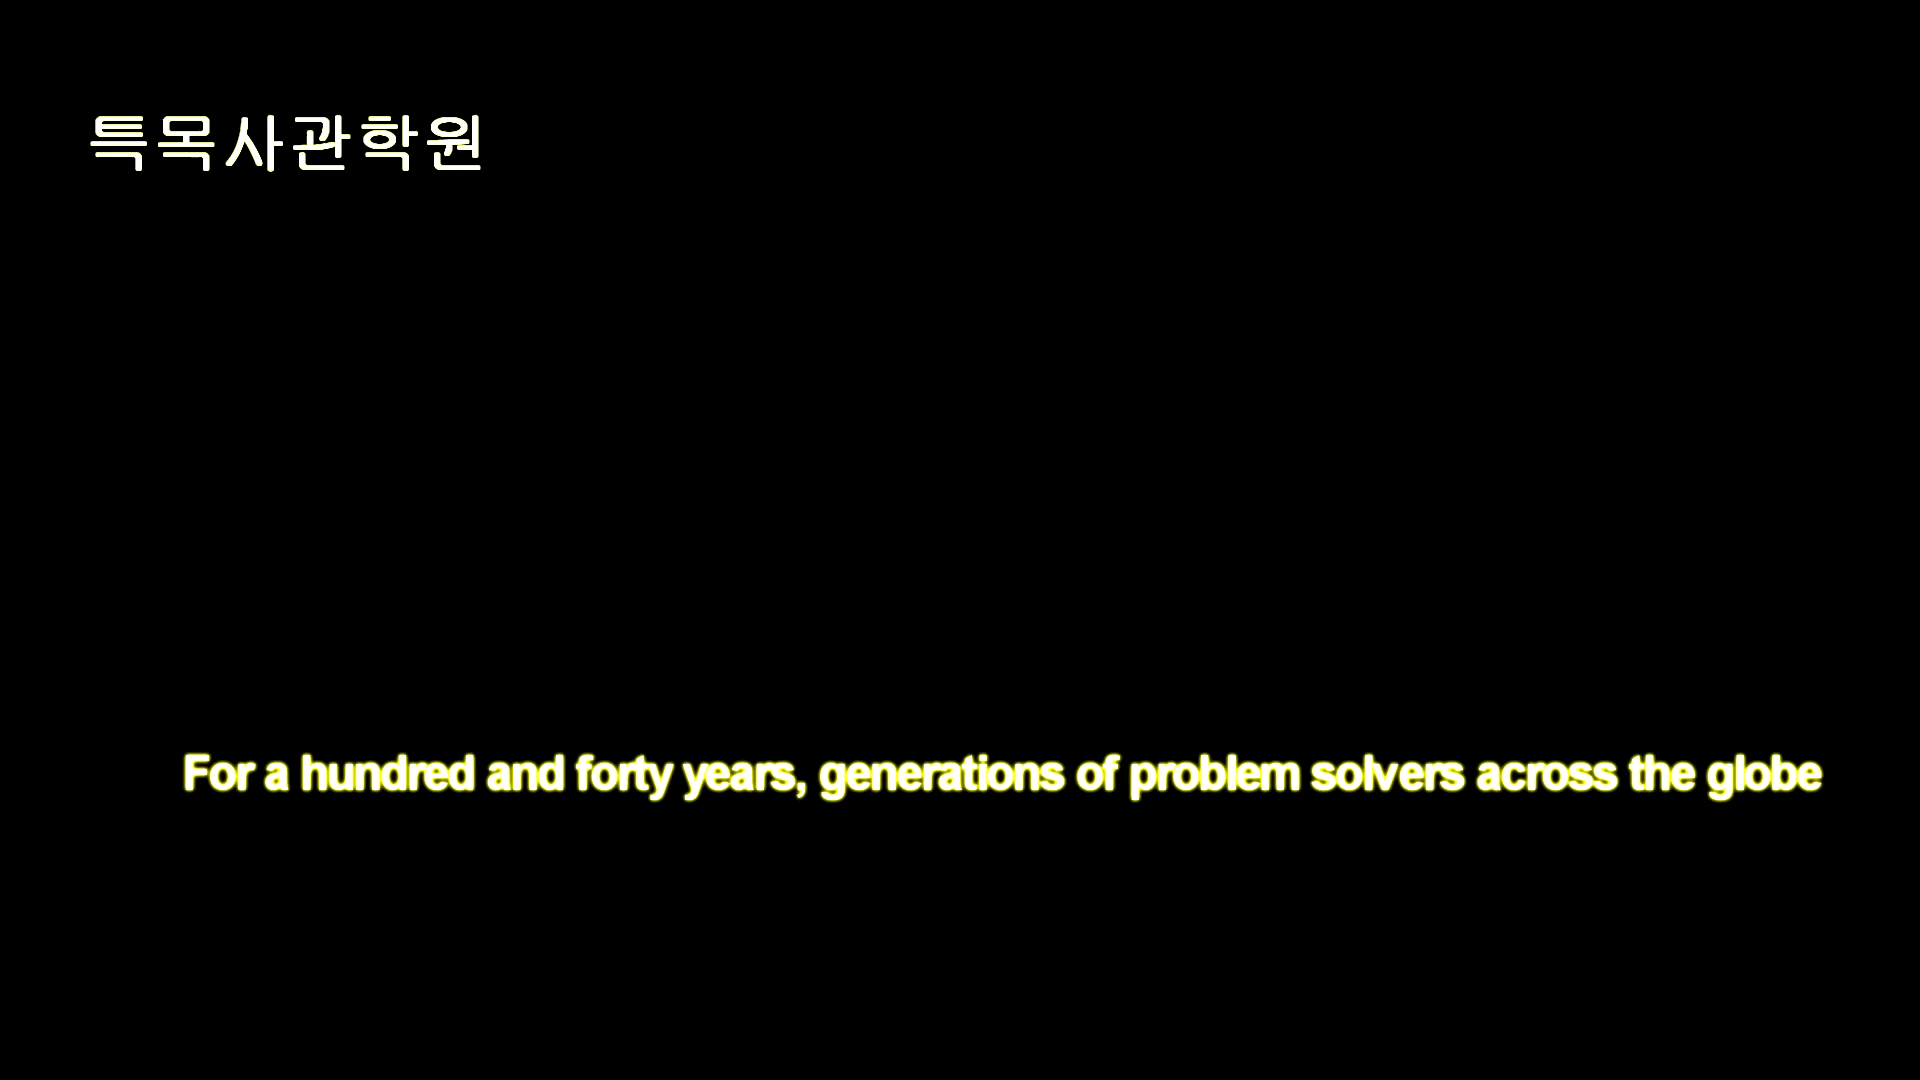 특목사관학원
For a hundred and forty years, generations of problem solvers across the globe